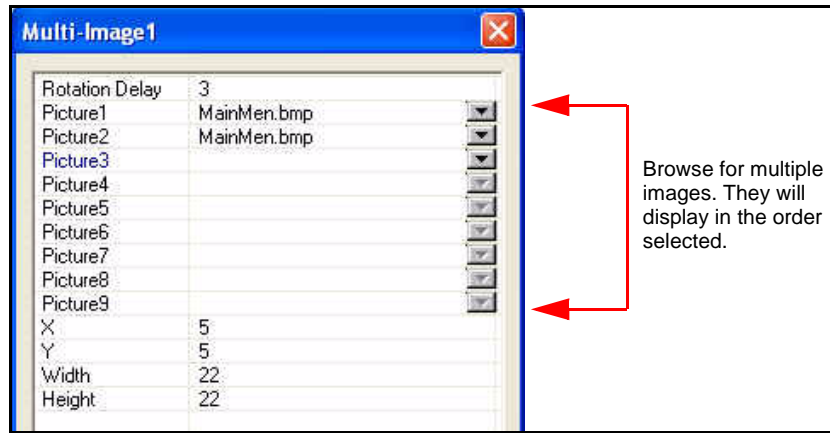 Multi-Image1
Rotation Delay 3
Picture1 MainMen.bmp
Picture2 MainMen.bmp
Picture3
Picture4
Picture5
Picture6
Picture7
Picture8
Picture9
X 5
Y 5
Width 22
Height 22
Browse for multiple
images. They will
display in the order
selected.